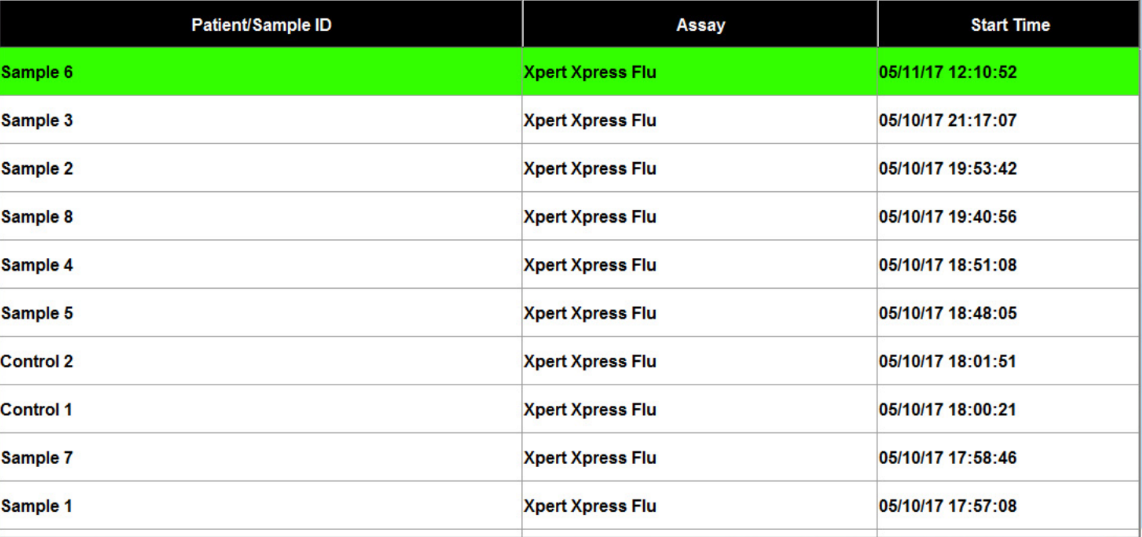 Patient/Sample ID Assay Start Time
Sample 6 Xpert Xpress Flu 05/11/17 12:10:52
Sample 3 Xpert Xpress Flu 05/10/17 21:17:07
Sample 2 Xpert Xpress Flu 05/10/17 19:53:42
Sample 8 Xpert Xpress Flu 05/10/17 19:40:56
Sample 4 Xpert Xpress Flu 05/10/17 18:51:08
Sample 5 Xpert Xpress Flu 05/10/17 18:48:05
Control 2 Xpert Xpress Flu 05/10/17 18:01:51
Control 1 Xpert Xpress Flu 05/10/17 18:00:21
Sample 7 Xpert Xpress Flu 05/10/17 17:58:46
Sample 1 Xpert Xpress Flu 05/10/17 17:57:08